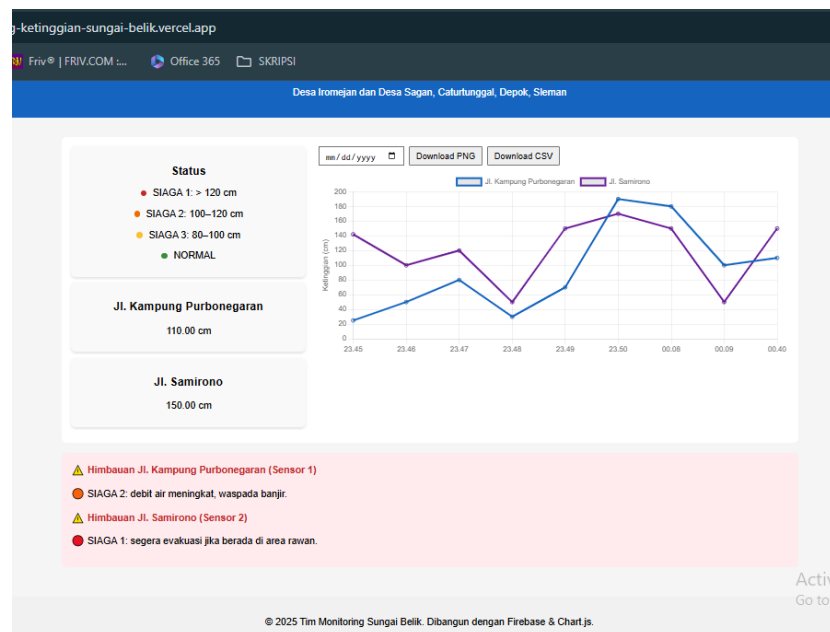 g-ketinggian-sungai-belik.vercel.app
Friv® | FRIV.COM :...
Office 365
SKRIPSI
Desa Iromejan dan Desa Sagan, Caturtunggal, Depok, Sleman
Status
SIAGA 1: > 120 cm
SIAGA 2: 100–120 cm
SIAGA 3: 80–100 cm
NORMAL
Jl. Kampung Purbonegaran
110.00 cm
Jl. Samirono
150.00 cm
mm/dd/yyyy
Download PNG
Download CSV
Jl. Kampung Purbonegaran
Jl. Samirono
Ketinggian (cm)
200
180
160
140
120
100
80
60
40
20
0
23.45
23.46
23.47
23.48
23.49
23.50
00.08
00.09
00.40
Himbauan Jl. Kampung Purbonegaran (Sensor 1)
SIAGA 2: debit air meningkat, waspada banjir.
Himbauan Jl. Samirono (Sensor 2)
SIAGA 1: segera evakuasi jika berada di area rawan.
Activ
Go to
© 2025 Tim Monitoring Sungai Belik. Dibangun dengan Firebase & Chart.js.